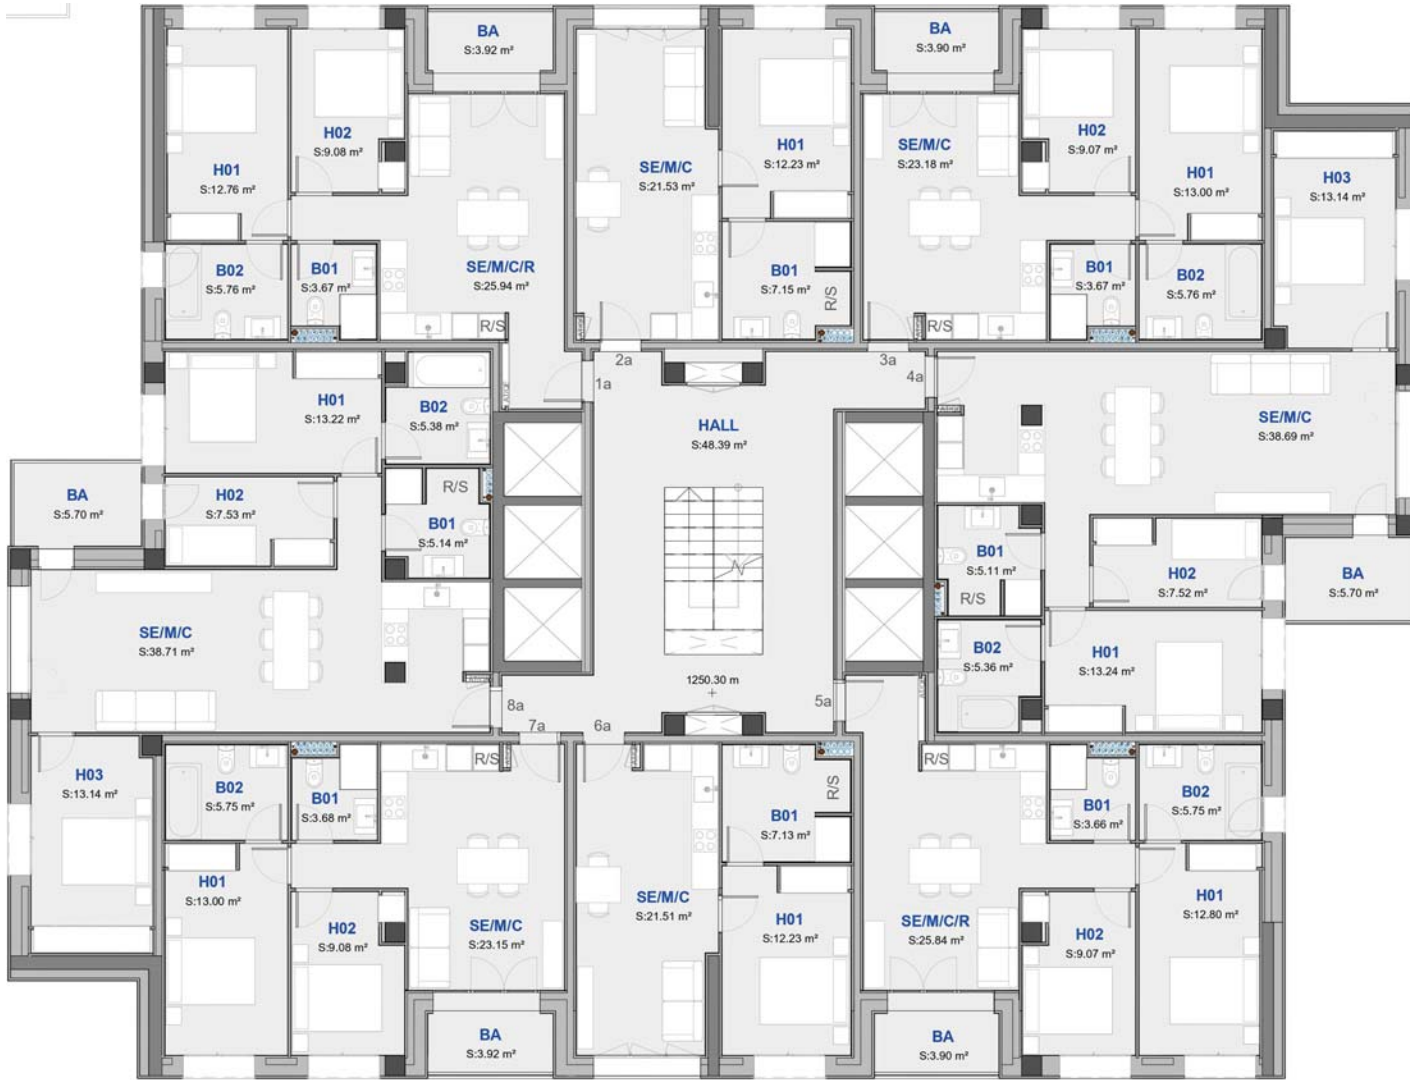 BA
S:3.92 m²
BA
S:3.90 m²
H01
S:12.76 m²
H02
S:9.08 m²
SE/M/C/R
S:25.94 m²
B02
S:5.76 m²
B01
S:3.67 m²
R/S
SE/M/C
S:21.53 m²
H01
S:12.23 m²
B01
S:7.15 m²
R/S
SE/M/C
S:23.18 m²
R/S
H02
S:9.07 m²
H01
S:13.00 m²
B01
S:3.67 m²
B02
S:5.76 m²
H03
S:13.14 m²
1a
2a
3a
4a
H01
S:13.22 m²
B02
S:5.38 m²
BA
S:5.70 m²
H02
S:7.53 m²
R/S
B01
S:5.14 m²
SE/M/C
S:38.71 m²
HALL
S:48.39 m²
1250.30 m
SE/M/C
S:38.69 m²
B01
S:5.11 m²
R/S
H02
S:7.52 m²
BA
S:5.70 m²
B02
S:5.36 m²
H01
S:13.24 m²
8a
7a
6a
5a
H03
S:13.14 m²
B02
S:5.75 m²
B01
S:3.68 m²
R/S
H01
S:13.00 m²
H02
S:9.08 m²
SE/M/C
S:23.15 m²
BA
S:3.92 m²
SE/M/C
S:21.51 m²
B01
S:7.13 m²
R/S
H01
S:12.23 m²
R/S
SE/M/C/R
S:25.84 m²
B01
S:3.66 m²
B02
S:5.75 m²
H02
S:9.07 m²
H01
S:12.80 m²
BA
S:3.90 m²